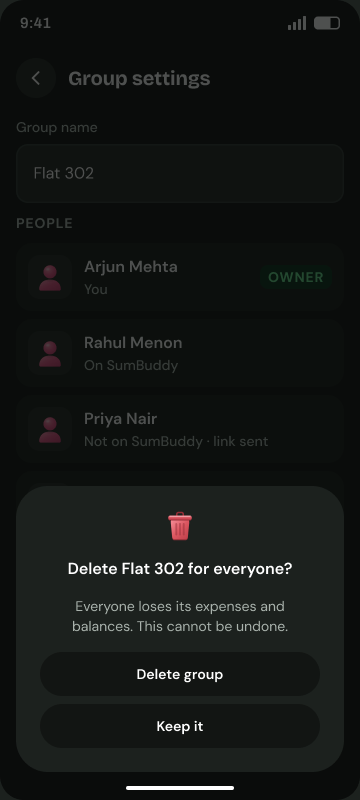 9:41
Group settings
Group name
Flat 302
PEOPLE
Arjun Mehta
You
OWNER
Rahul Menon
On SumBuddy
Priya Nair
Not on SumBuddy · link sent
Delete Flat 302 for everyone?
Everyone loses its expenses and
balances. This cannot be undone.
Delete group
Keep it